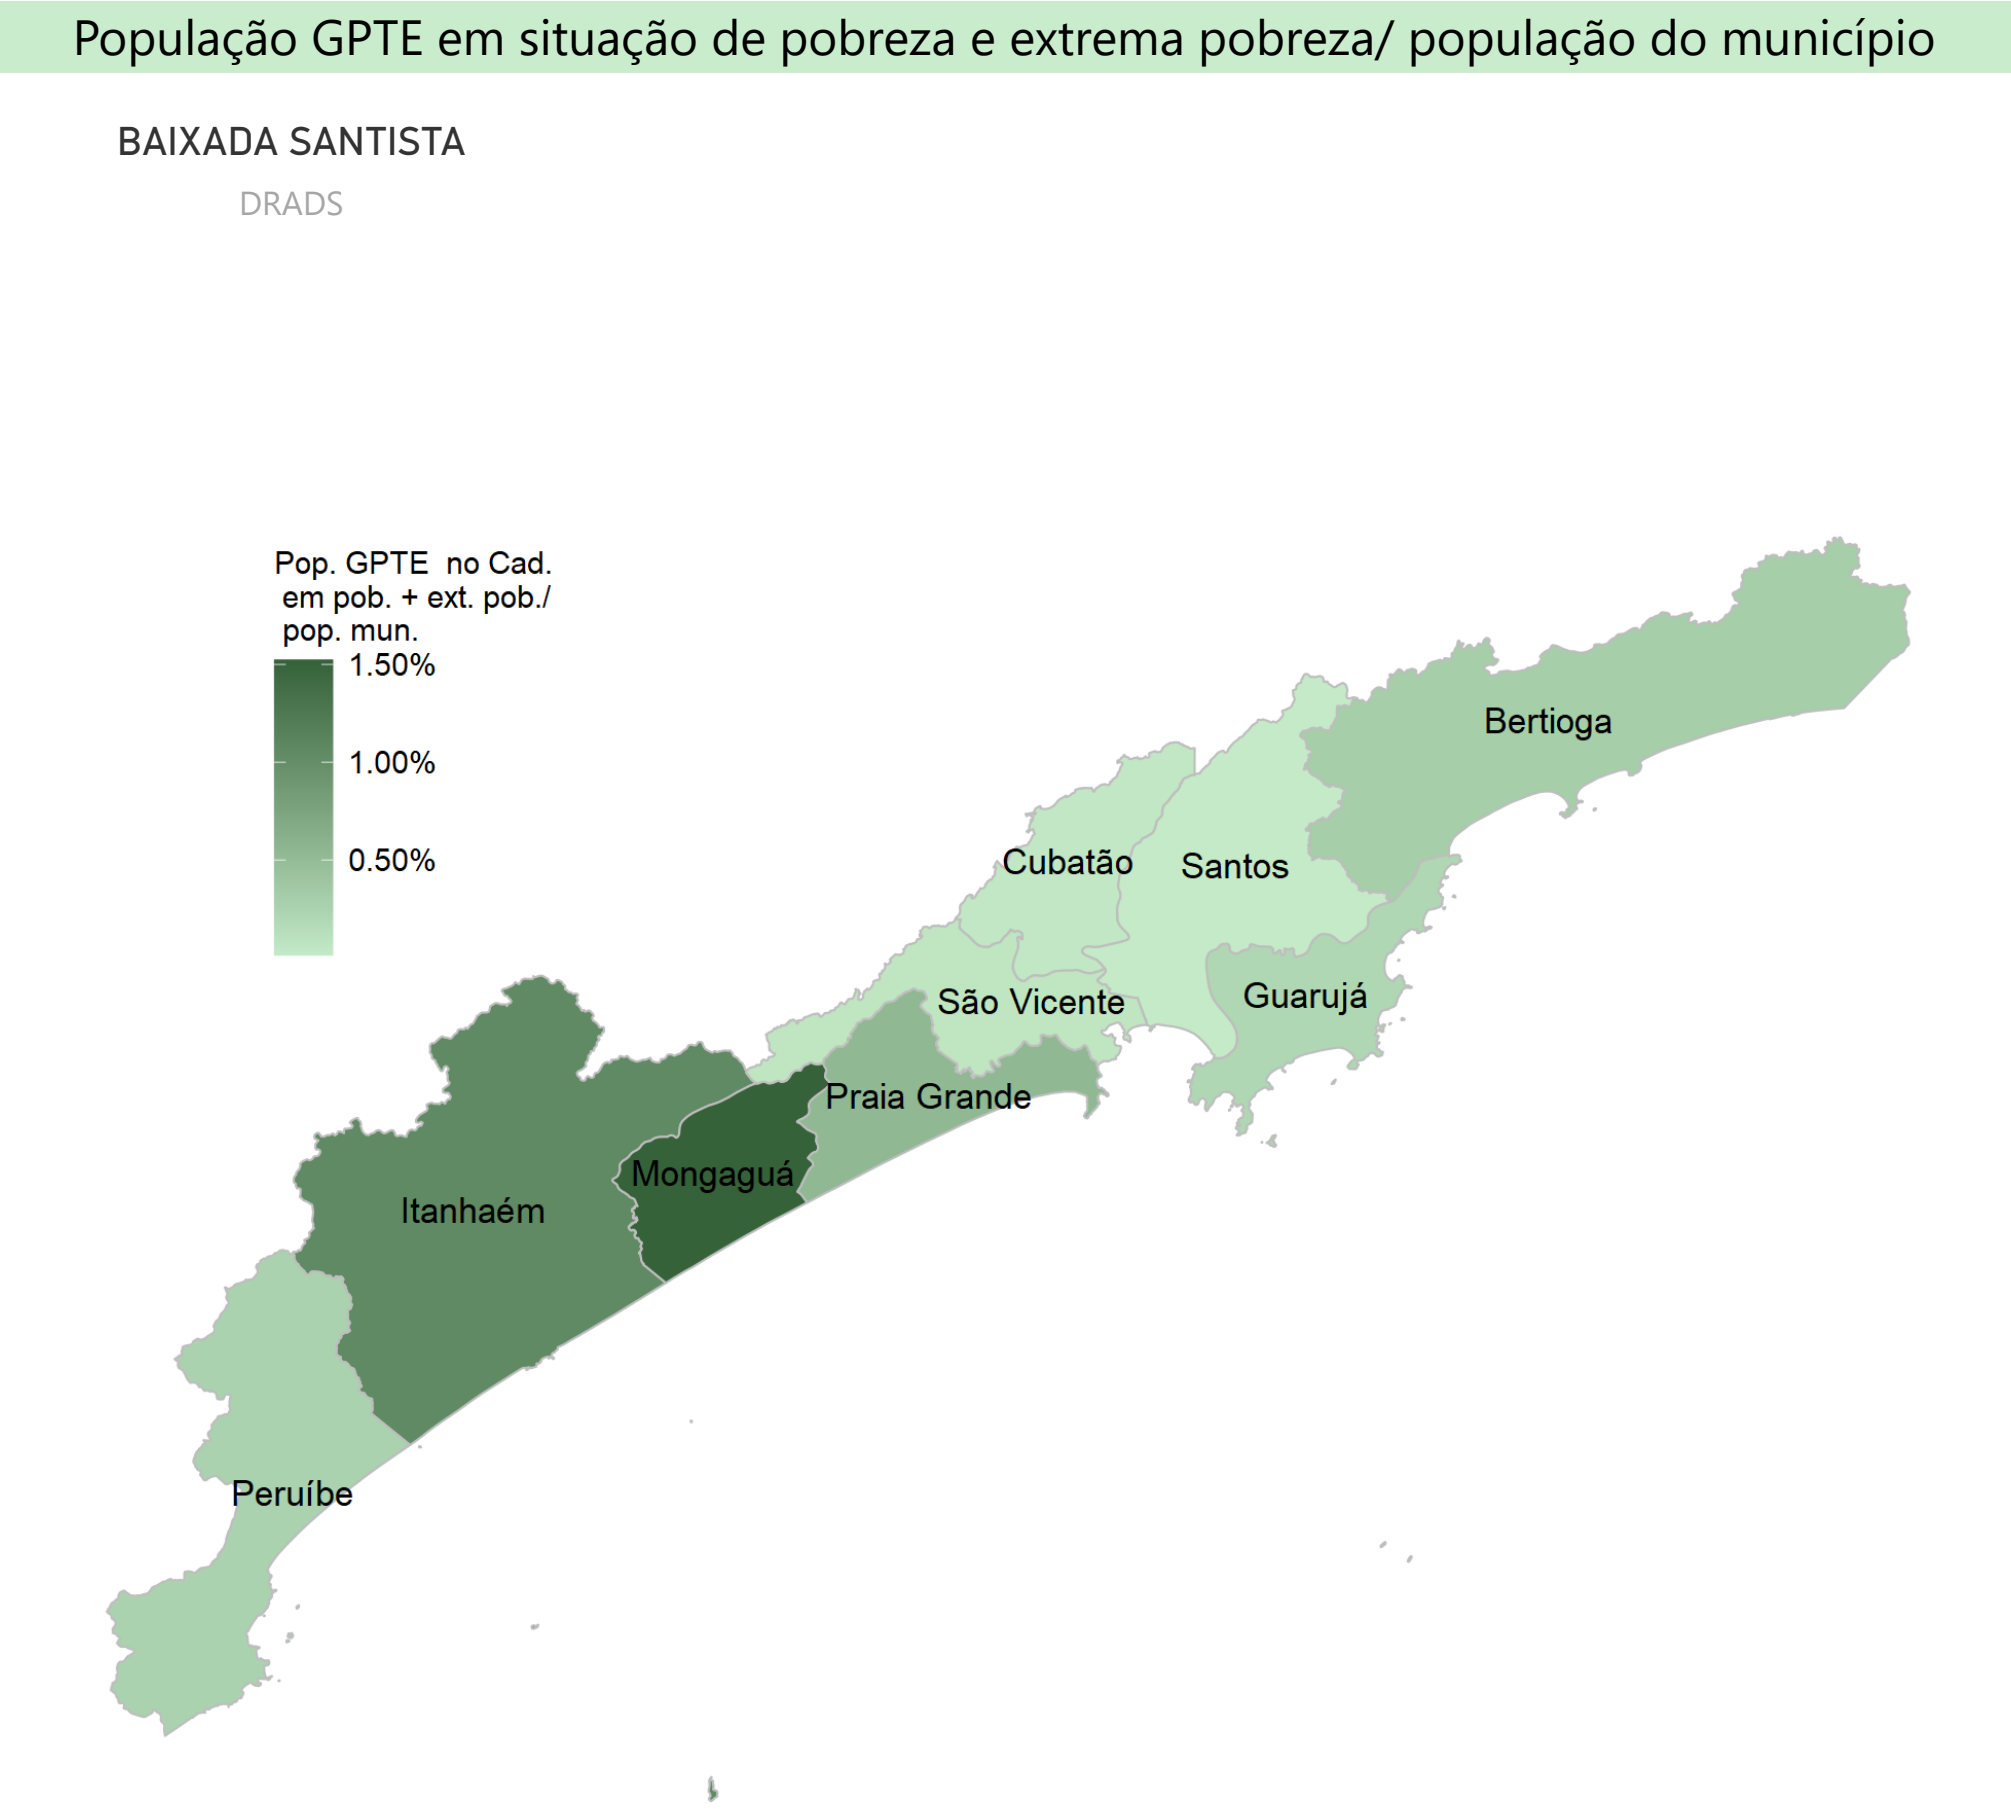 População GPTE em situação de pobreza e extrema pobreza/ população do município
BAIXADA SANTISTA
DRADS
Pop. GPTE  no Cad.
em pob. + ext. pob./
pop. mun.
1.50%
1.00%
0.50%
Bertioga
Cubatão
Santos
Guarujá
São Vicente
Praia Grande
Mongaguá
Itanhaém
Peruíbe